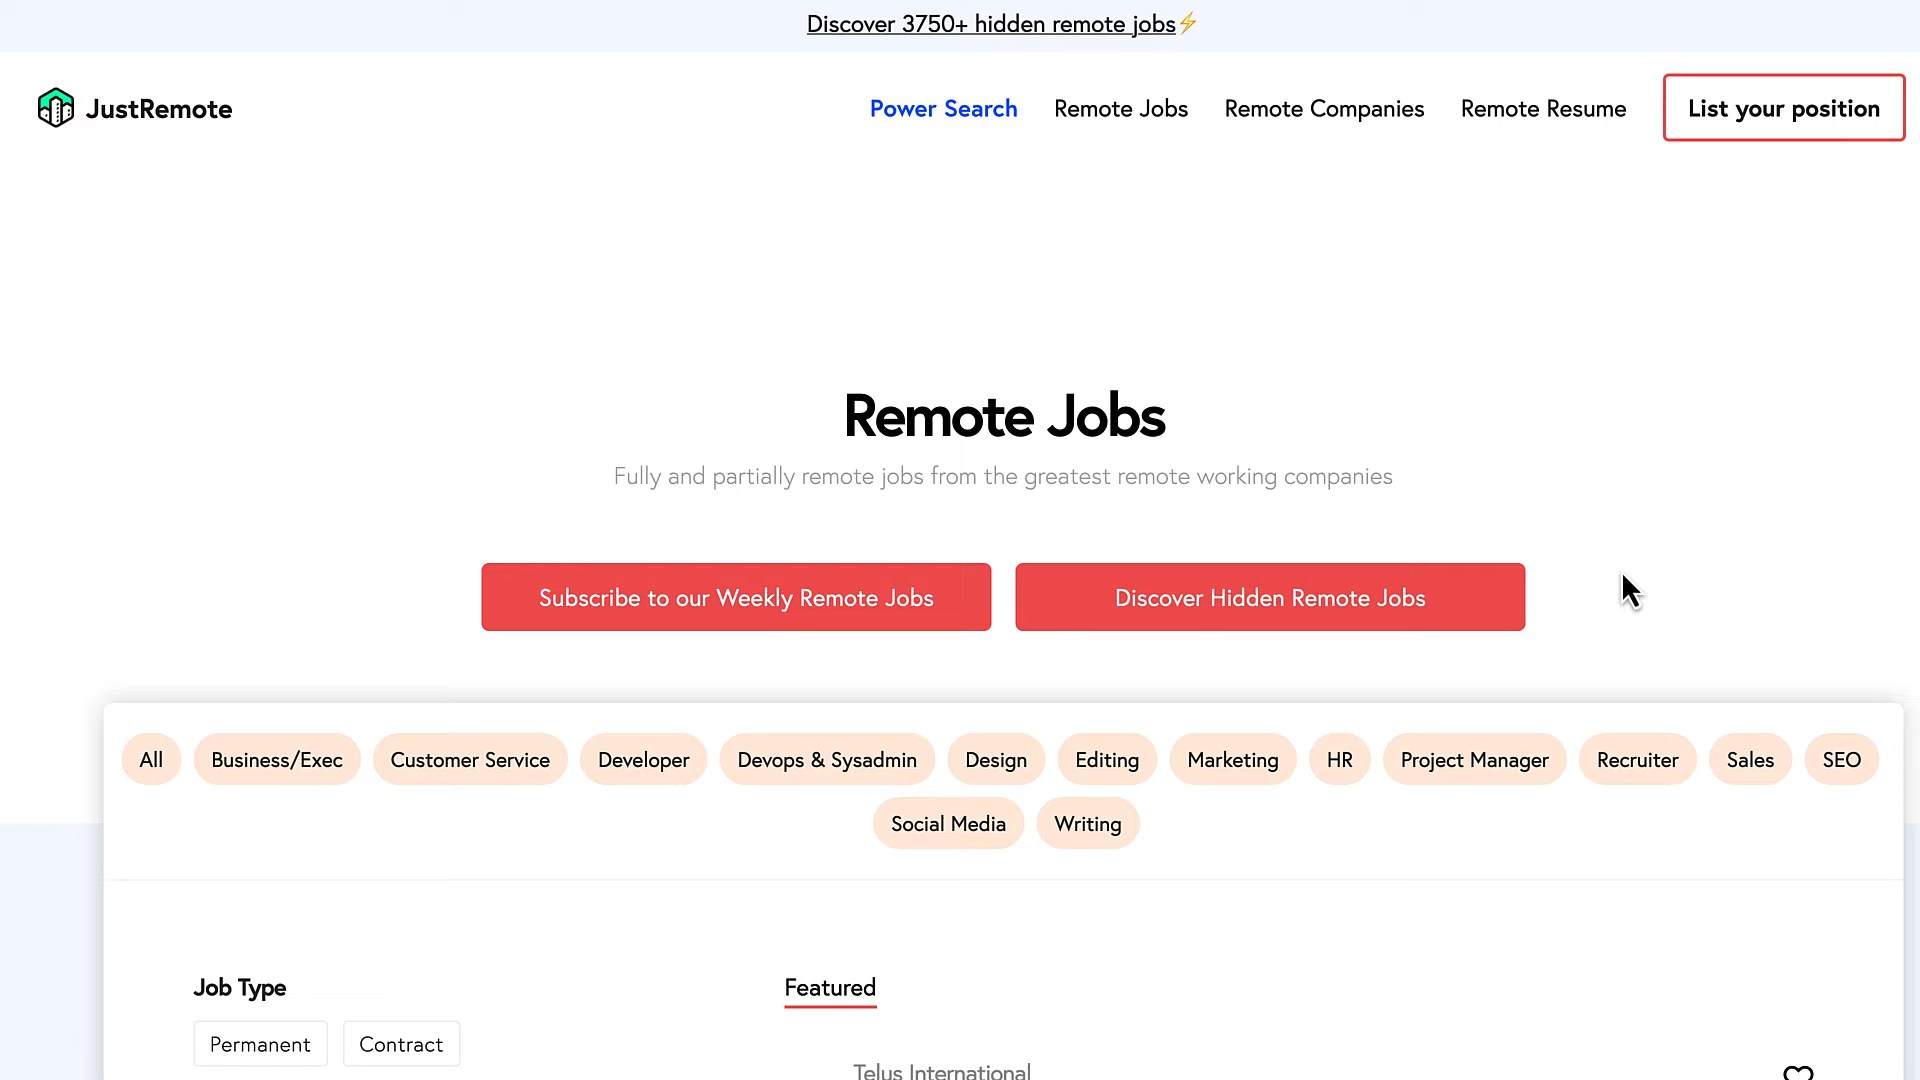 Discover 3750+ hidden remote jobs⚡
JustRemote
Power Search Remote Jobs Remote Companies Remote Resume List your position
Remote Jobs
Fully and partially remote jobs from the greatest remote working companies
Subscribe to our Weekly Remote Jobs Discover Hidden Remote Jobs
All Business/Exec Customer Service Developer Devops & Sysadmin Design Editing Marketing HR Project Manager Recruiter Sales SEO
Social Media Writing
Job Type
Featured
Permanent Contract
Telus International